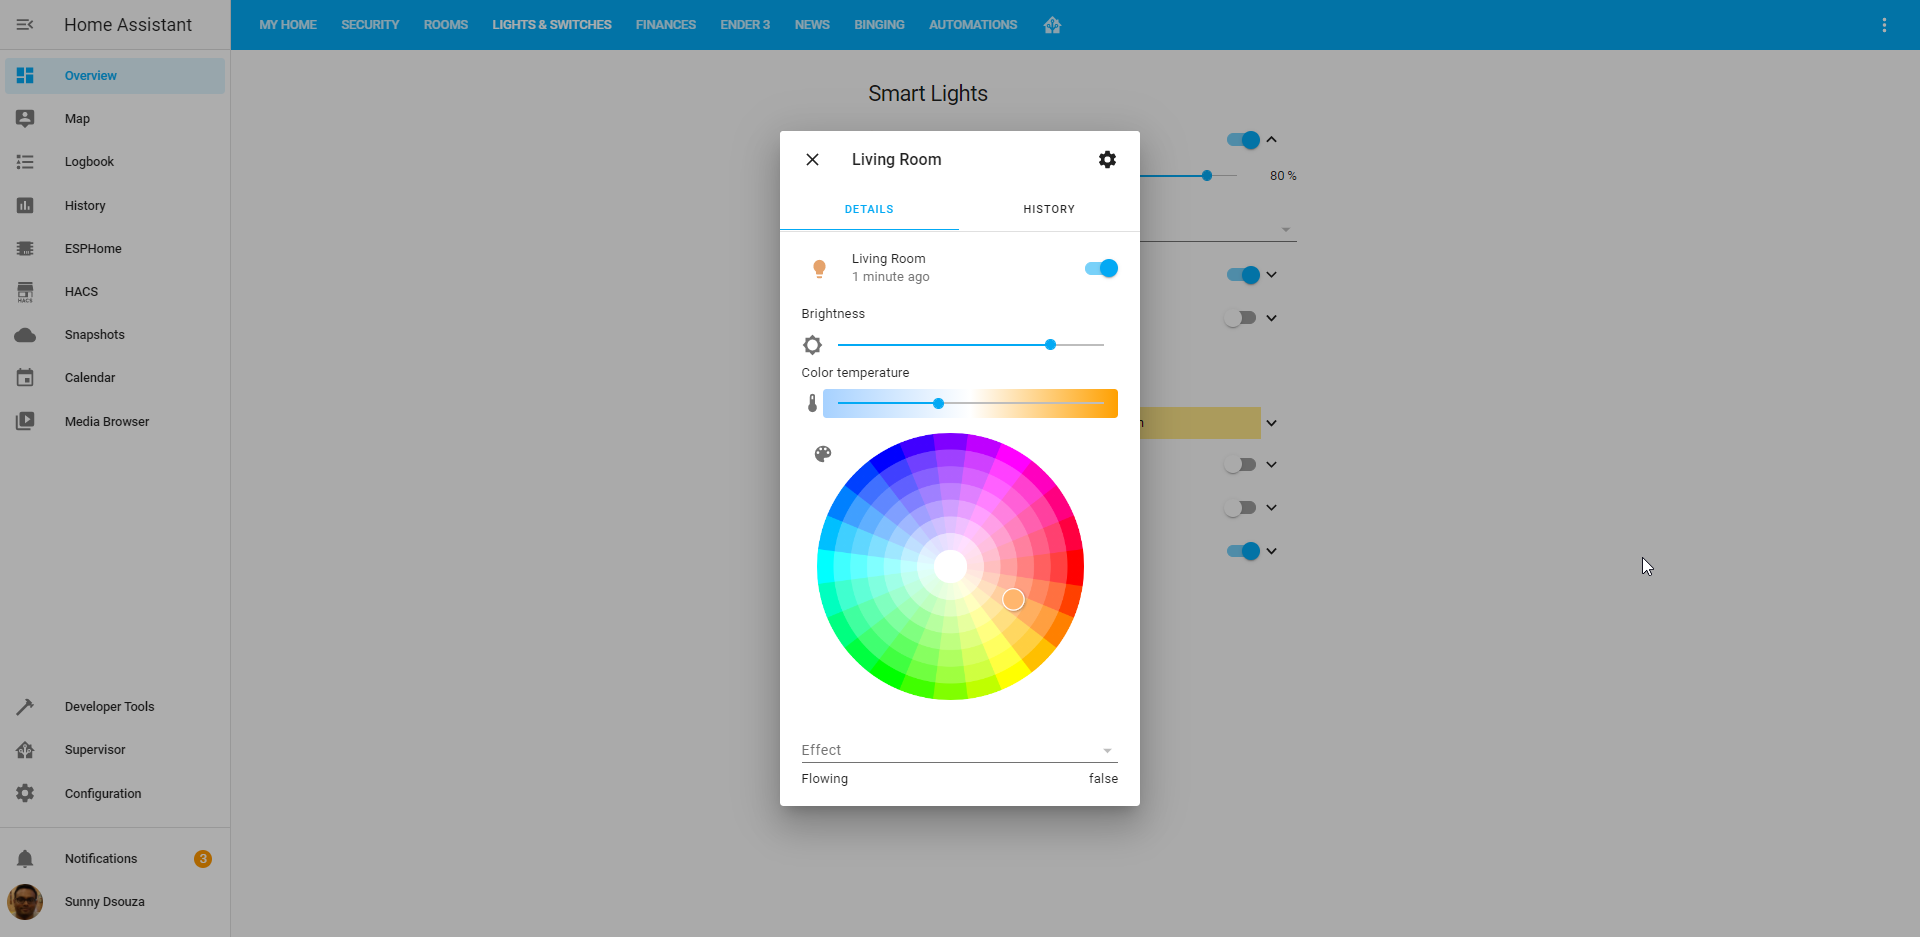 Home Assistant
MY HOME SECURITY ROOMS LIGHTS & SWITCHES FINANCES ENDER 3 NEWS BINGING AUTOMATIONS
Overview
Map
Logbook
History
ESPHome
HACS
HACS
Snapshots
Calendar
Media Browser
Developer Tools
Supervisor
Configuration
Notifications 3
Sunny Dsouza
Smart Lights
80 %
Living Room
DETAILS HISTORY
Living Room
1 minute ago
Brightness
Color temperature
Effect
Flowing false